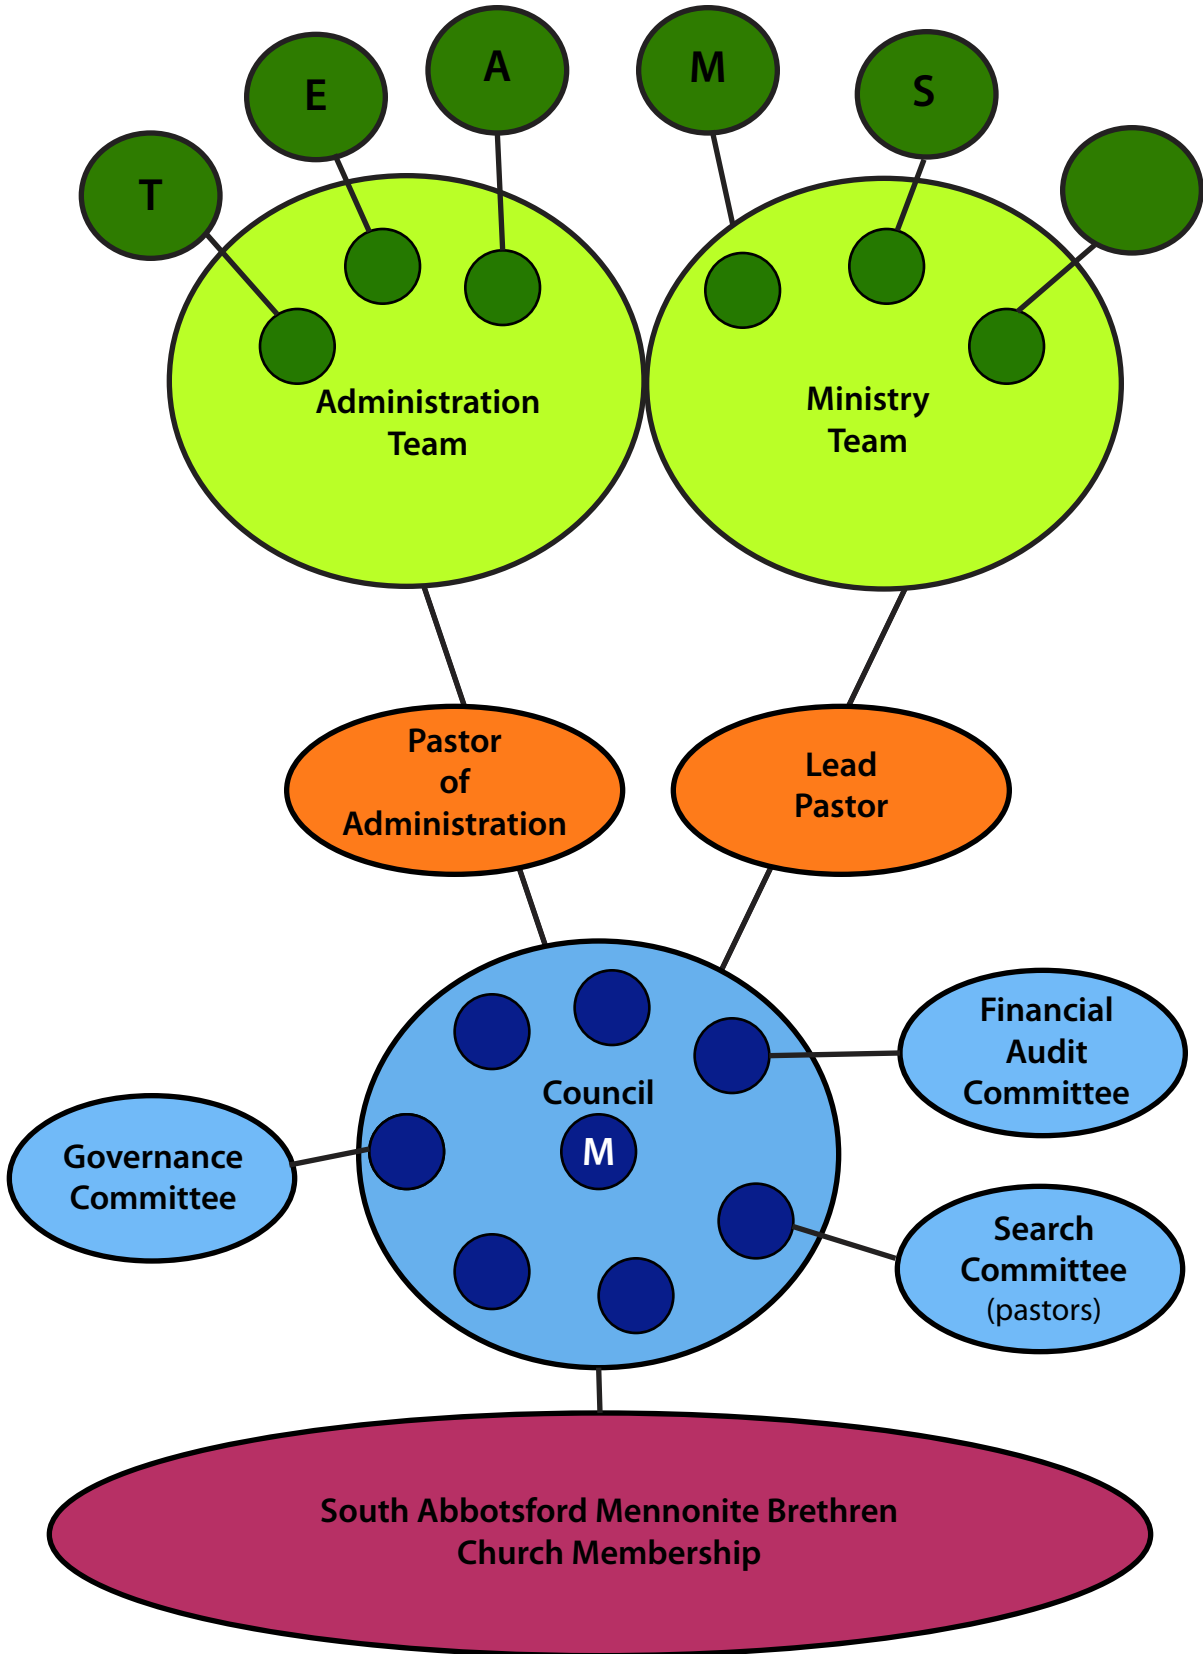 T
E
A
M
S
Administration
Team
Ministry
Team
Pastor
of
Administration
Lead
Pastor
Council
M
Financial
Audit
Committee
Governance
Committee
Search
Committee
(pastors)
South Abbotsford Mennonite Brethren
Church Membership